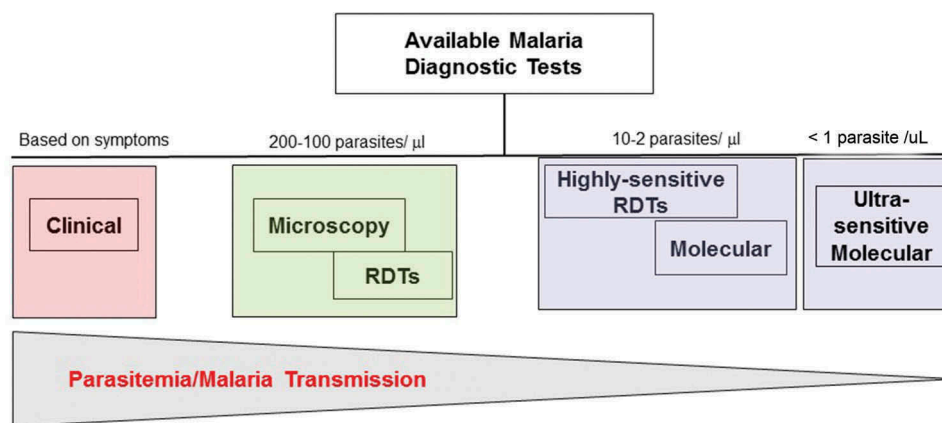 Available Malaria
Diagnostic Tests
Based on symptoms
200-100 parasites/ µl
10-2 parasites/ µl
< 1 parasite /uL
Clinical
Microscopy
RDTs
Highly-sensitive
RDTs
Molecular
Ultra-
sensitive
Molecular
Parasitemia/Malaria Transmission